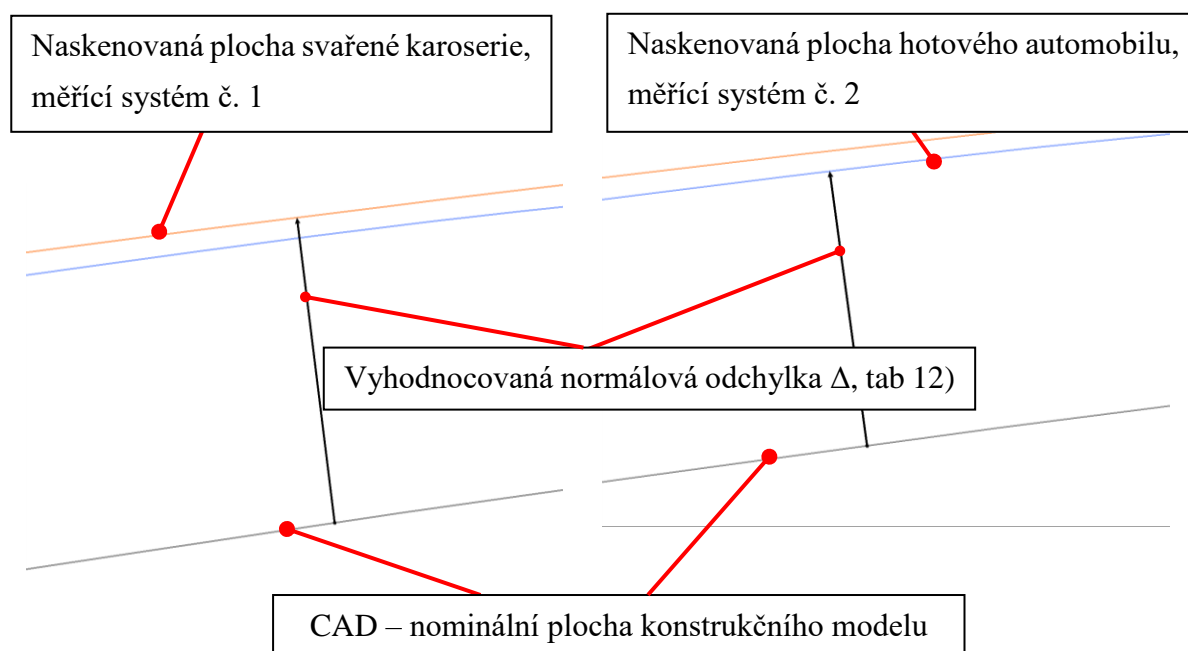 Naskenovaná plocha svařené karoserie,
měřící systém č. 1
Naskenovaná plocha hotového automobilu,
měřící systém č. 2
Vyhodnocovaná normálová odchylka Δ, tab 12)
CAD – nominální plocha konstrukčního modelu